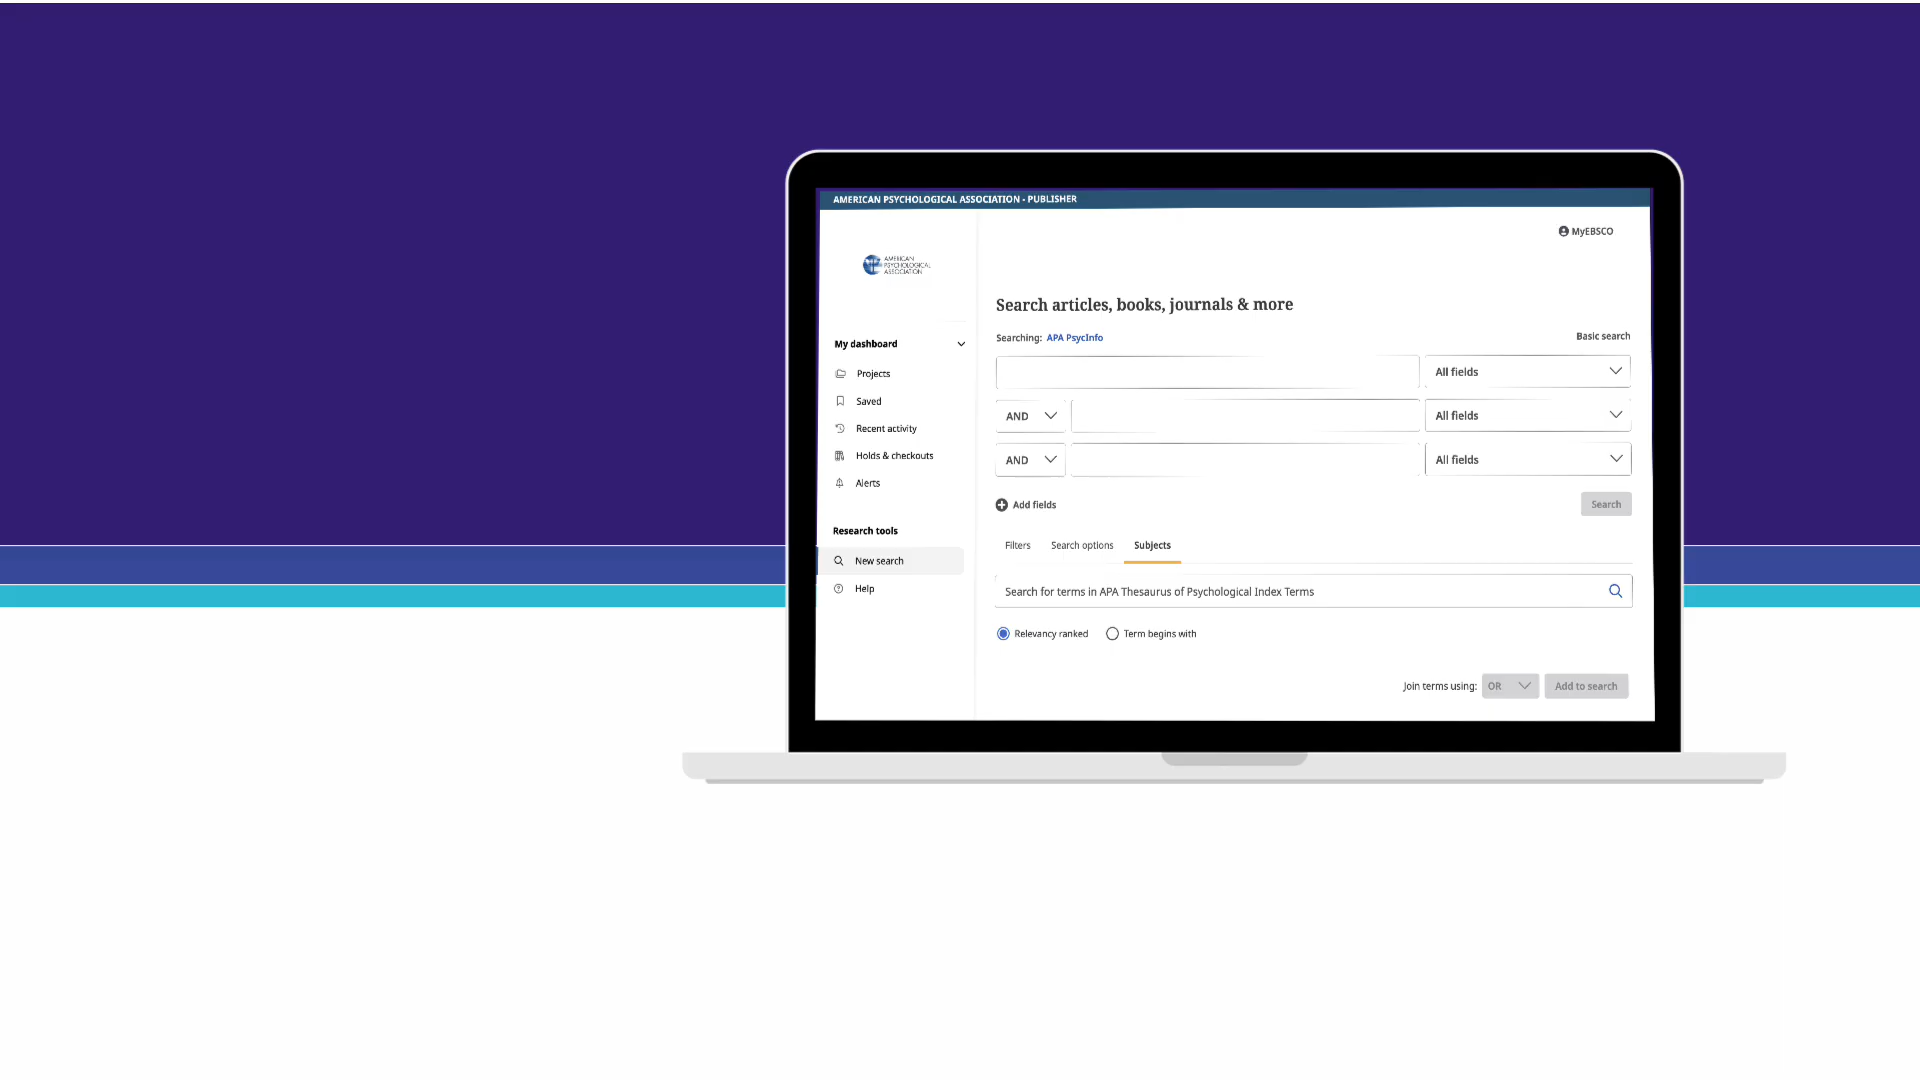 AMERICAN PSYCHOLOGICAL ASSOCIATION - PUBLISHER
MyEBSCO
AMERICAN
PSYCHOLOGICAL
ASSOCIATION
My dashboard
Projects
Saved
Recent activity
Holds & checkouts
Alerts
Research tools
New search
Help
Search articles, books, journals & more
Searching: APA PsycInfo
Basic search
All fields
AND
All fields
AND
All fields
Add fields
Search
Filters Search options Subjects
Search for terms in APA Thesaurus of Psychological Index Terms
Relevancy ranked Term begins with
Join terms using: OR Add to search